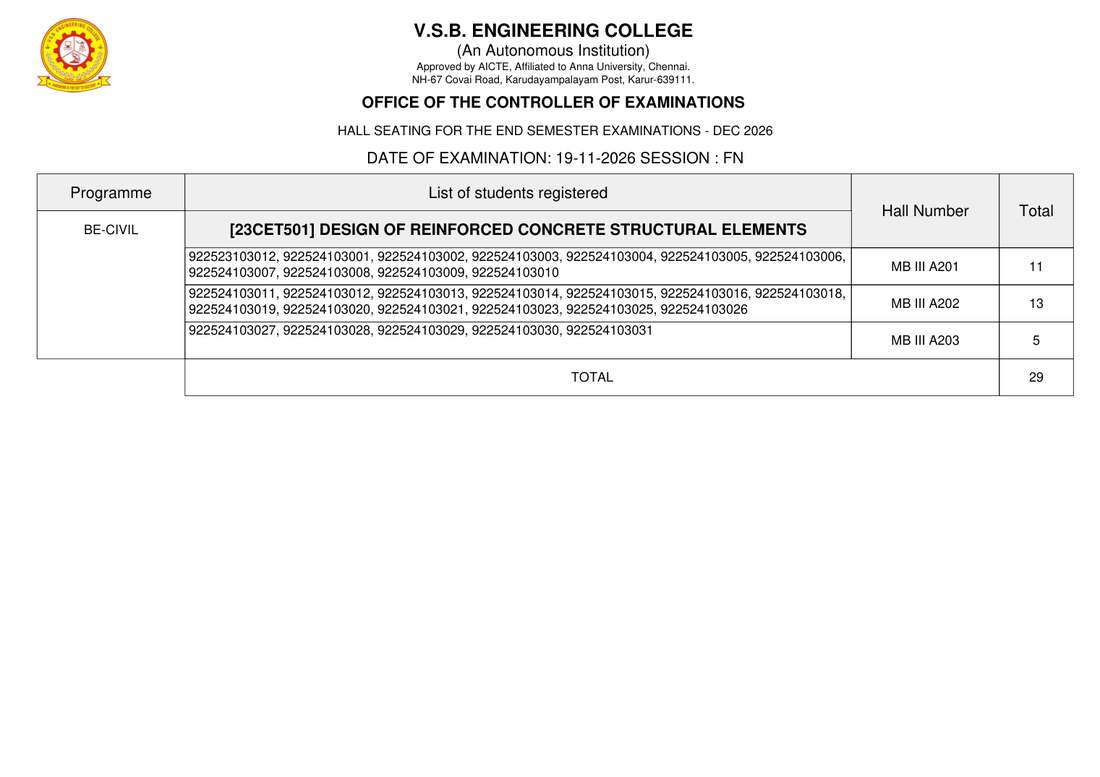 V.S.B. ENGINEERING COLLEGE
(An Autonomous Institution)
Approved by AICTE, Affiliated to Anna University, Chennai.
NH-67 Covai Road, Karudayampalayam Post, Karur-639111.
OFFICE OF THE CONTROLLER OF EXAMINATIONS
HALL SEATING FOR THE END SEMESTER EXAMINATIONS - DEC 2026
DATE OF EXAMINATION: 19-11-2026 SESSION : FN
Programme List of students registered Hall Number Total
BE-CIVIL [23CET501] DESIGN OF REINFORCED CONCRETE STRUCTURAL ELEMENTS
922523103012, 922524103001, 922524103002, 922524103003, 922524103004, 922524103005, 922524103006,
922524103007, 922524103008, 922524103009, 922524103010
MB III A201 11
922524103011, 922524103012, 922524103013, 922524103014, 922524103015, 922524103016, 922524103018,
922524103019, 922524103020, 922524103021, 922524103023, 922524103025, 922524103026
MB III A202 13
922524103027, 922524103028, 922524103029, 922524103030, 922524103031
MB III A203 5
TOTAL 29